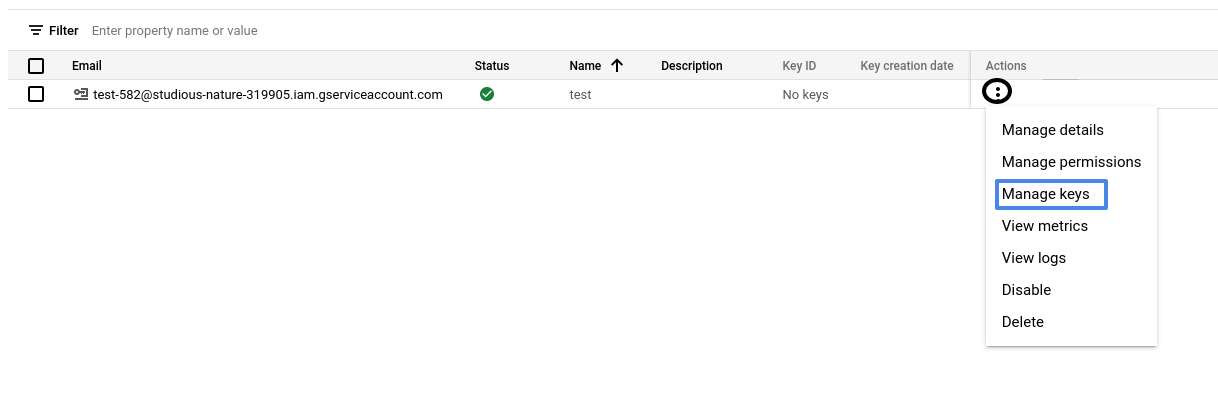 Filter Enter property name or value
Email Status Name Description Key ID Key creation date Actions
test-582@studious-nature-319905.iam.gserviceaccount.com test No keys
Manage details
Manage permissions
Manage keys
View metrics
View logs
Disable
Delete